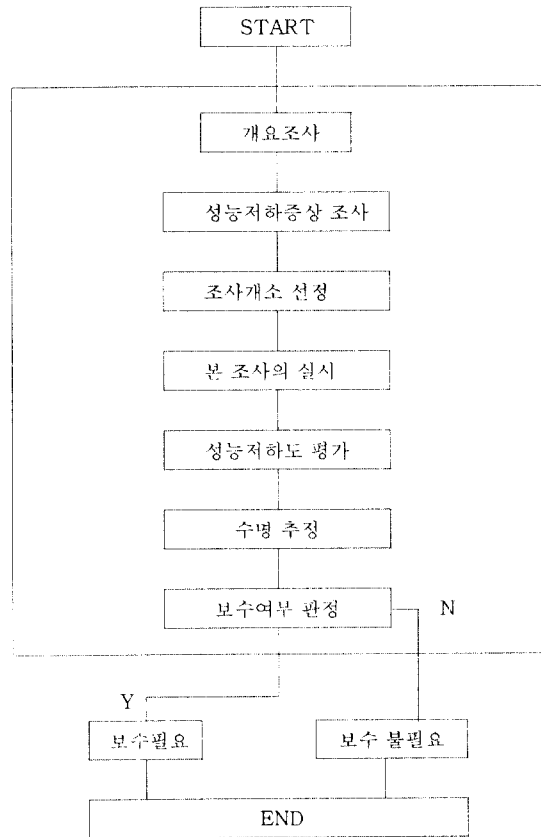 START
개요조사
성능저하증상 조사
조사개소 선정
본 조사의 실시
성능저하도 평가
수명 추정
보수여부 판정
N
Y
보수필요
보수 불필요
END